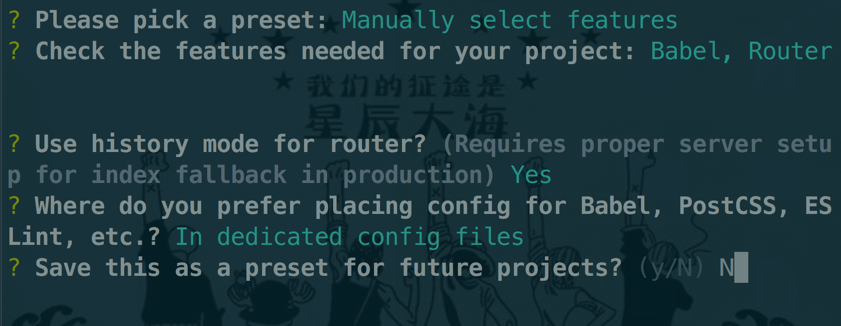 ? Please pick a preset: Manually select features
? Check the features needed for your project: Babel, Router
我们的征途是
星辰大海
? Use history mode for router? (Requires proper server setu
p for index fallback in production) Yes
? Where do you prefer placing config for Babel, PostCSS, ES
Lint, etc.? In dedicated config files
? Save this as a preset for future projects? (y/N) N